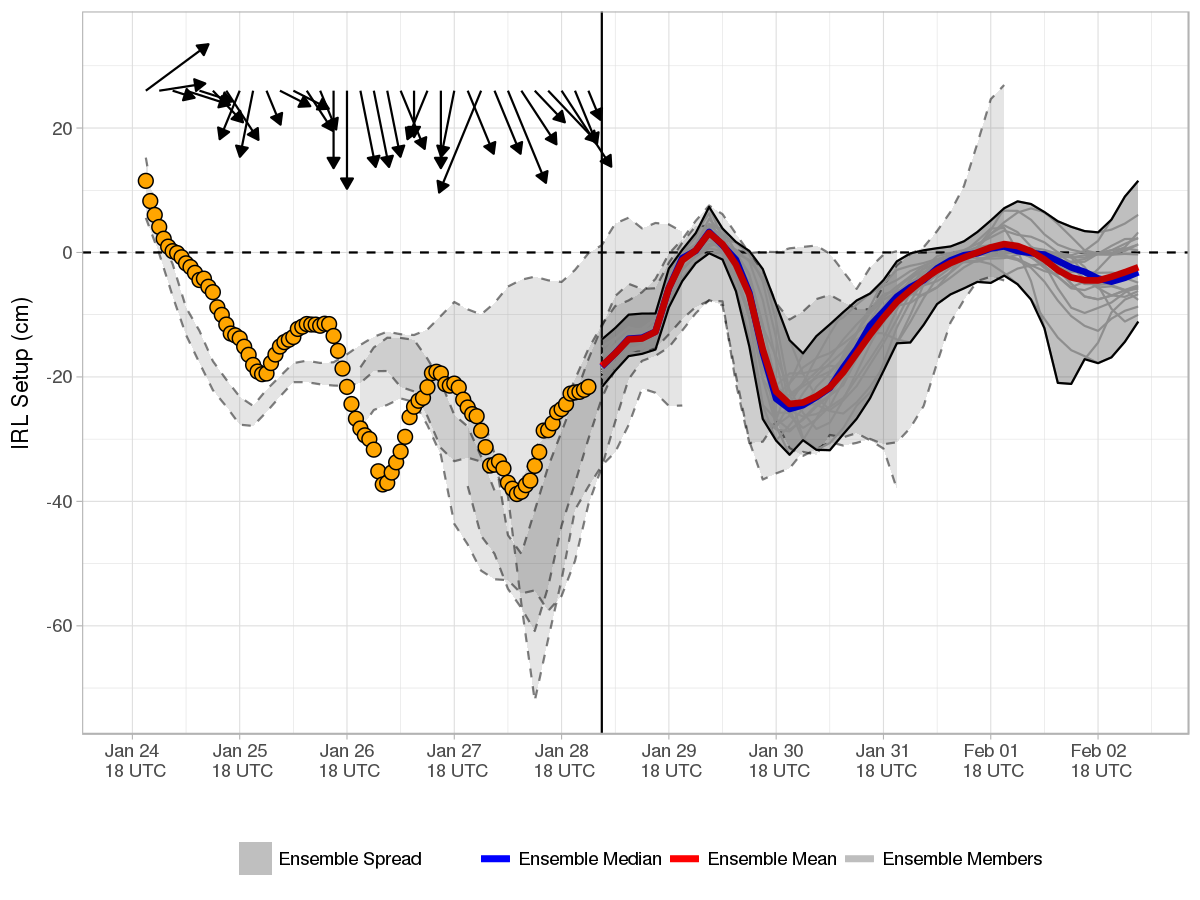 IRL Setup (cm)
20
0
-20
-40
-60
Jan 24 Jan 25 Jan 26 Jan 27 Jan 28 Jan 29 Jan 30 Jan 31 Feb 01 Feb 02
18 UTC 18 UTC 18 UTC 18 UTC 18 UTC 18 UTC 18 UTC 18 UTC 18 UTC 18 UTC
Ensemble Spread Ensemble Median Ensemble Mean Ensemble Members